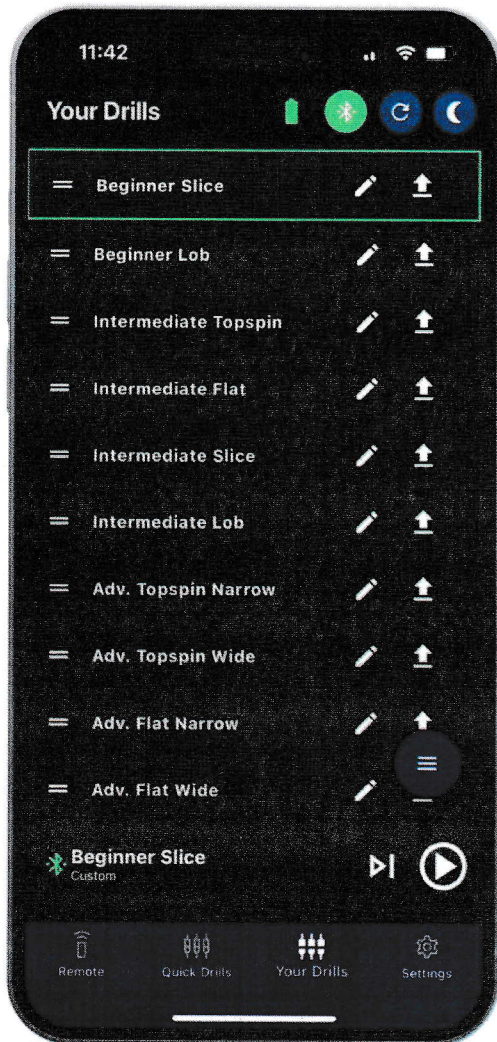 11:42
Your Drills
Beginner Slice
Beginner Lob
Intermediate Topspin
Intermediate Flat
Intermediate Slice
Intermediate Lob
Adv. Topspin Narrow
Adv. Topspin Wide
Adv. Flat Narrow
Adv. Flat Wide
Beginner Slice
Custom
Remote
Quick Drills
Your Drills
Settings